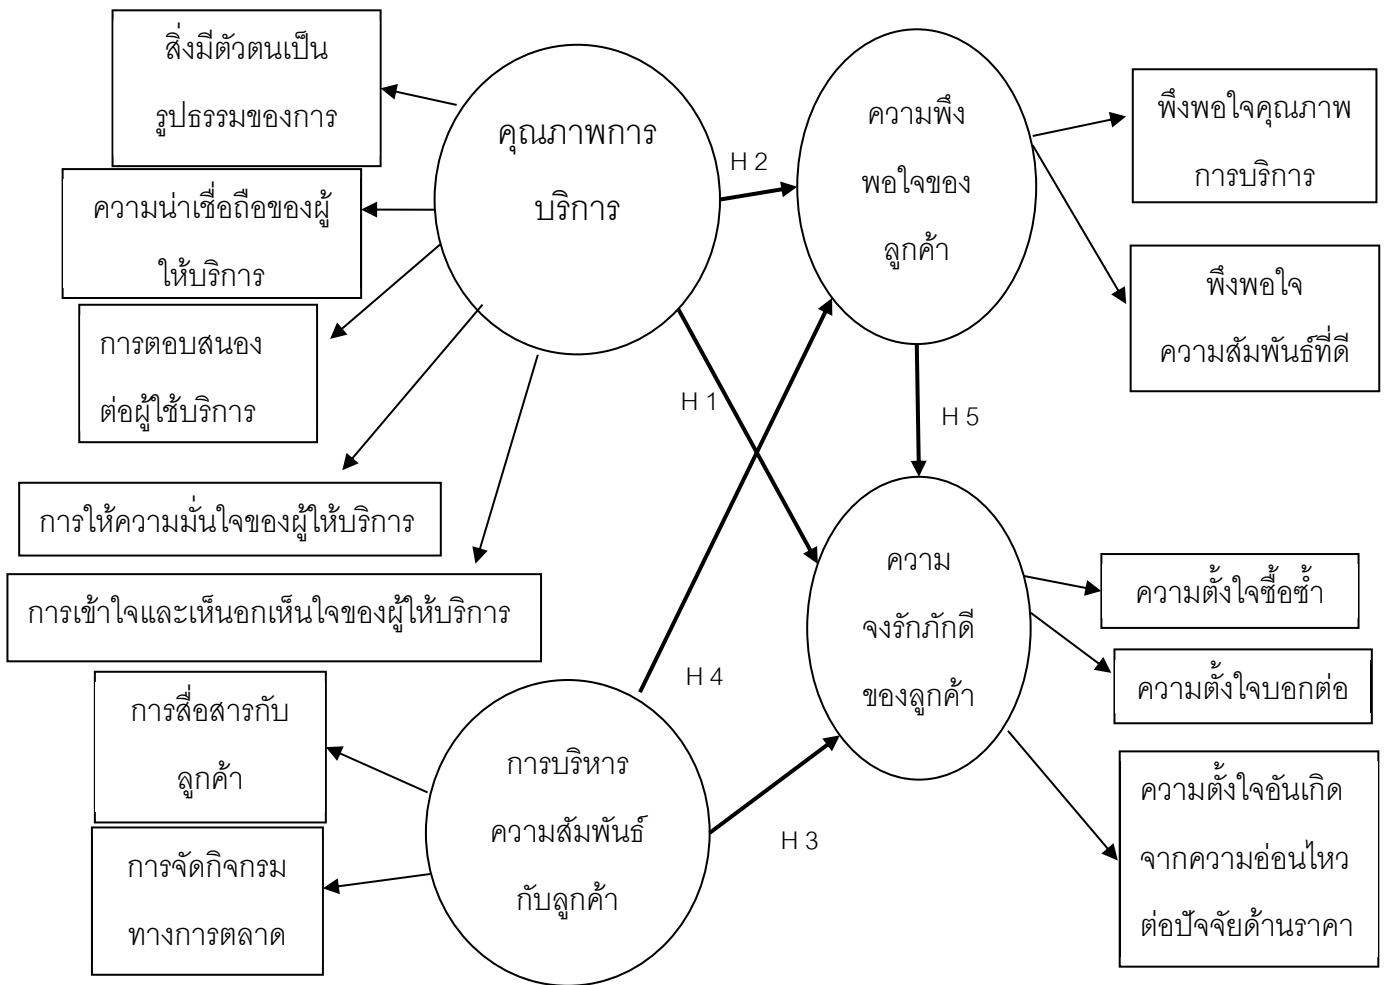 สิ่งมีตัวตนเป็น
รูปธรรมของการ
ความน่าเชื่อถือของผู้
ให้บริการ
การตอบสนอง
ต่อผู้ใช้บริการ
การให้ความมั่นใจของผู้ให้บริการ
การเข้าใจและเห็นอกเห็นใจของผู้ให้บริการ
การสื่อสารกับ
ลูกค้า
การจัดกิจกรม
ทางการตลาด
คุณภาพการ
บริการ
การบริหาร
ความสัมพันธ์
กับลูกค้า
H 2
H 1
H 4
H 3
H 5
ความพึง
พอใจของ
ลูกค้า
ความ
จงรักภักดี
ของลูกค้า
พึงพอใจคุณภาพ
การบริการ
พึงพอใจ
ความสัมพันธ์ที่ดี
ความตั้งใจซื้อซ้ำ
ความตั้งใจบอกต่อ
ความตั้งใจอันเกิด
จากความอ่อนไหว
ต่อปัจจัยด้านราคา